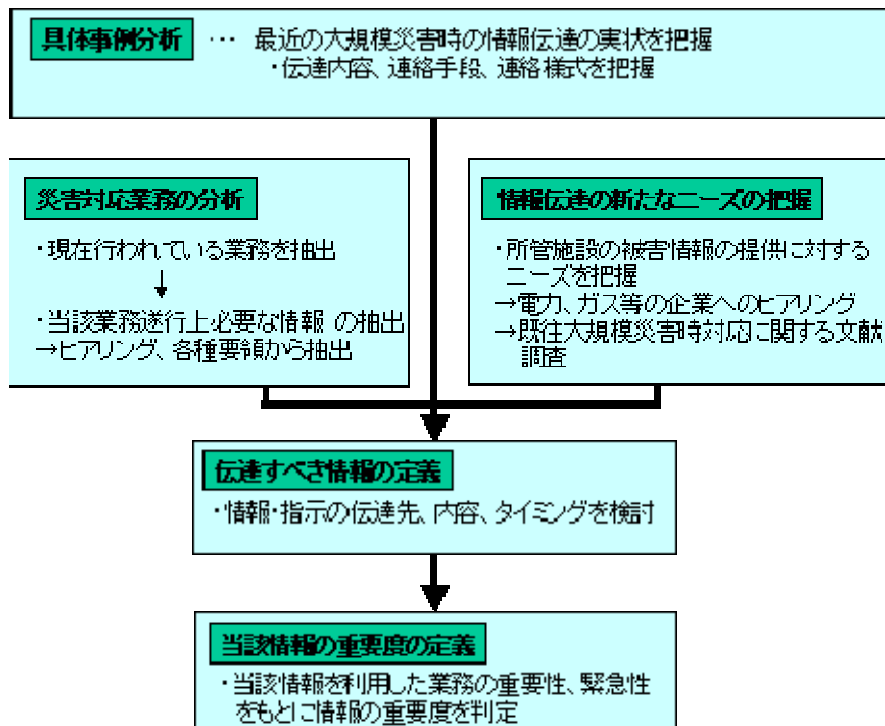 具体事例分析 … 最近の大規模災害時の情報伝達の実状を把握
・伝達内容、連絡手段、連絡様式を把握
災害対応業務の分析
・現在行われている業務を抽出
↓
・当該業務遂行上必要な情報 の抽出
→ヒアリング、各種要領から抽出
情報伝達の新たなニーズの把握
・所管施設の被害情報の提供に対する
ニーズを把握
→電力、ガス等の企業へのヒアリング
→既往大規模災害時対応に関する文献
調査
伝達すべき情報の定義
・情報・指示の伝達先、内容、タイミングを検討
当該情報の重要度の定義
・当該情報を利用した業務の重要性、緊急性
をもとに情報の重要度を判定